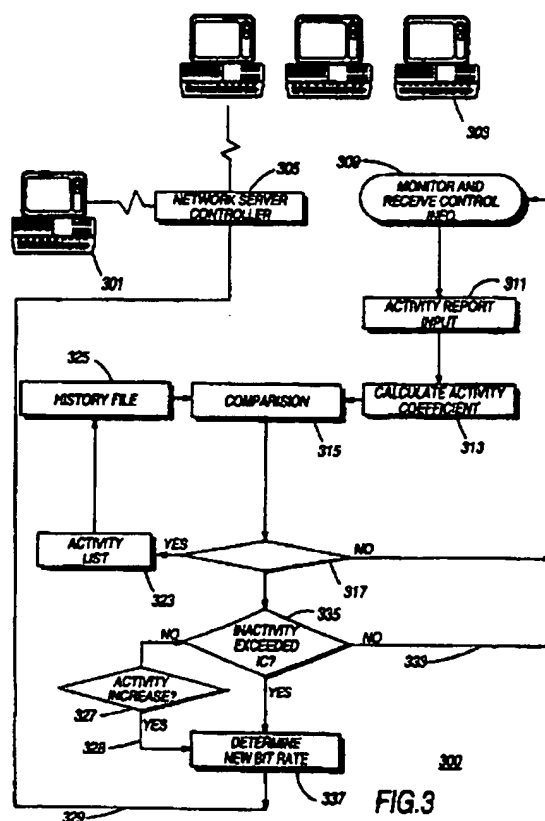 303
305
309
NETWORK SERVER
CONTROLLER
MONITOR AND
RECEIVE CONTROL
INFO.
301
311
ACTIVITY REPORT
INPUT
325
HISTORY FILE
COMPARISION
CALCULATE ACTIVITY
COEFFICIENT
315
313
ACTIVITY
LIST
YES
NO
323
317
335
NO
INACTIVITY
EXCEEDED
IC?
NO
333
ACTIVITY
INCREASE?
327
YES
YES
328
DETERMINE
NEW BIT RATE
300
337
329
FIG.3